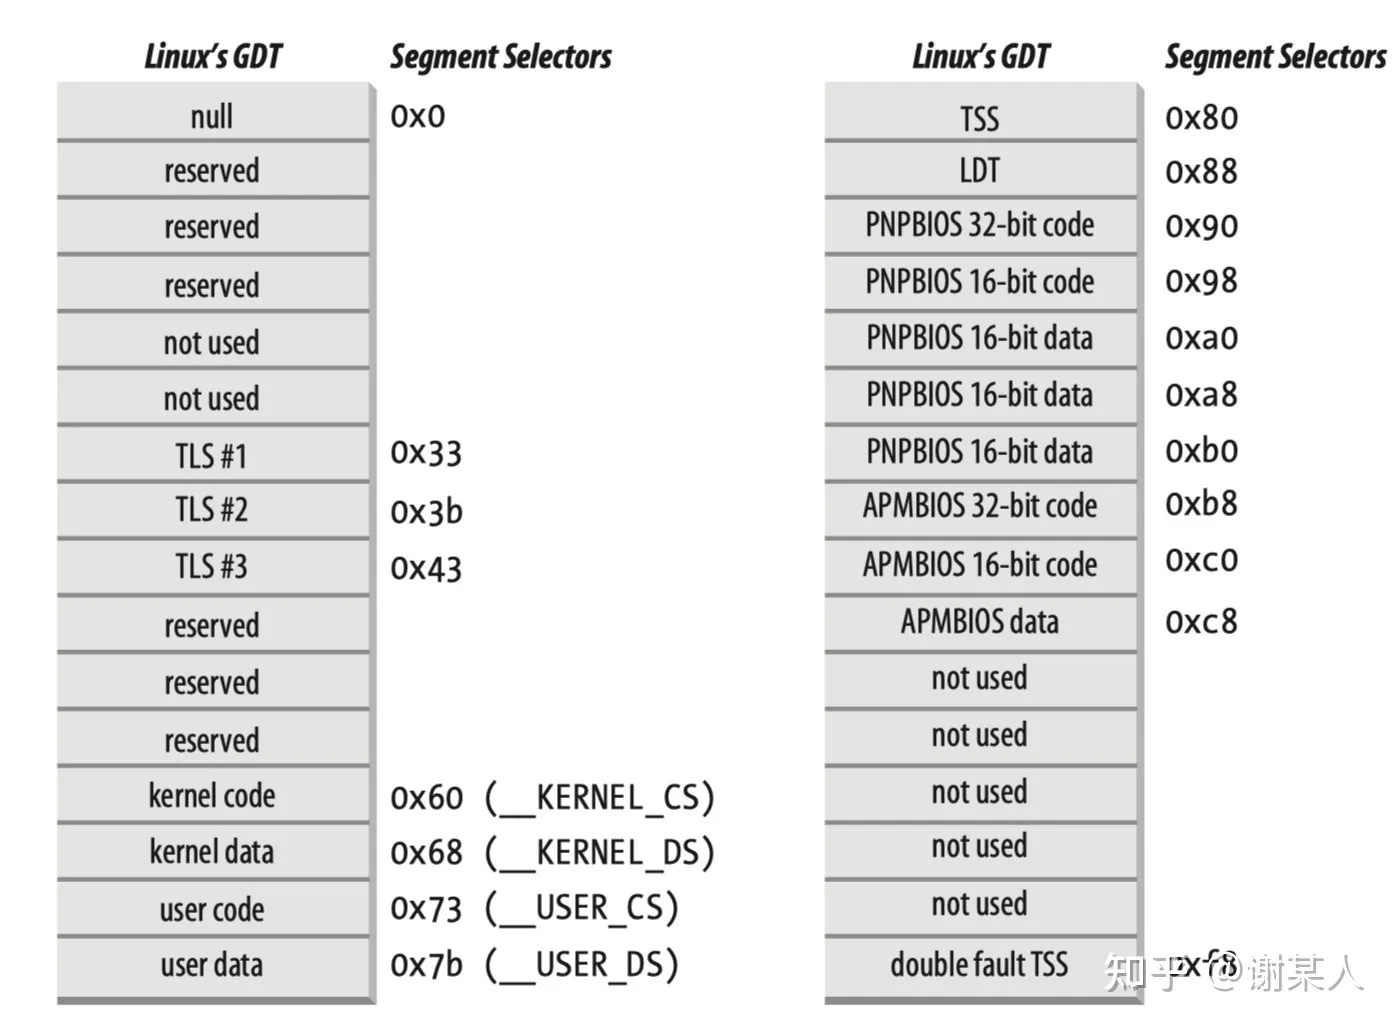 Linux's GDT Segment Selectors
null 0x0
reserved
reserved
reserved
not used
not used
TLS #1 0x33
TLS #2 0x3b
TLS #3 0x43
reserved
reserved
reserved
kernel code 0x60 (__KERNEL_CS)
kernel data 0x68 (__KERNEL_DS)
user code 0x73 (__USER_CS)
user data 0x7b (__USER_DS)
Linux's GDT Segment Selectors
TSS 0x80
LDT 0x88
PNPBIOS 32-bit code 0x90
PNPBIOS 16-bit code 0x98
PNPBIOS 16-bit data 0xa0
PNPBIOS 16-bit data 0xa8
PNPBIOS 16-bit data 0xb0
APMBIOS 32-bit code 0xb8
APMBIOS 16-bit code 0xc0
APMBIOS data 0xc8
not used
not used
not used
not used
not used
double fault TSS 0xf8
知乎 @谢某人